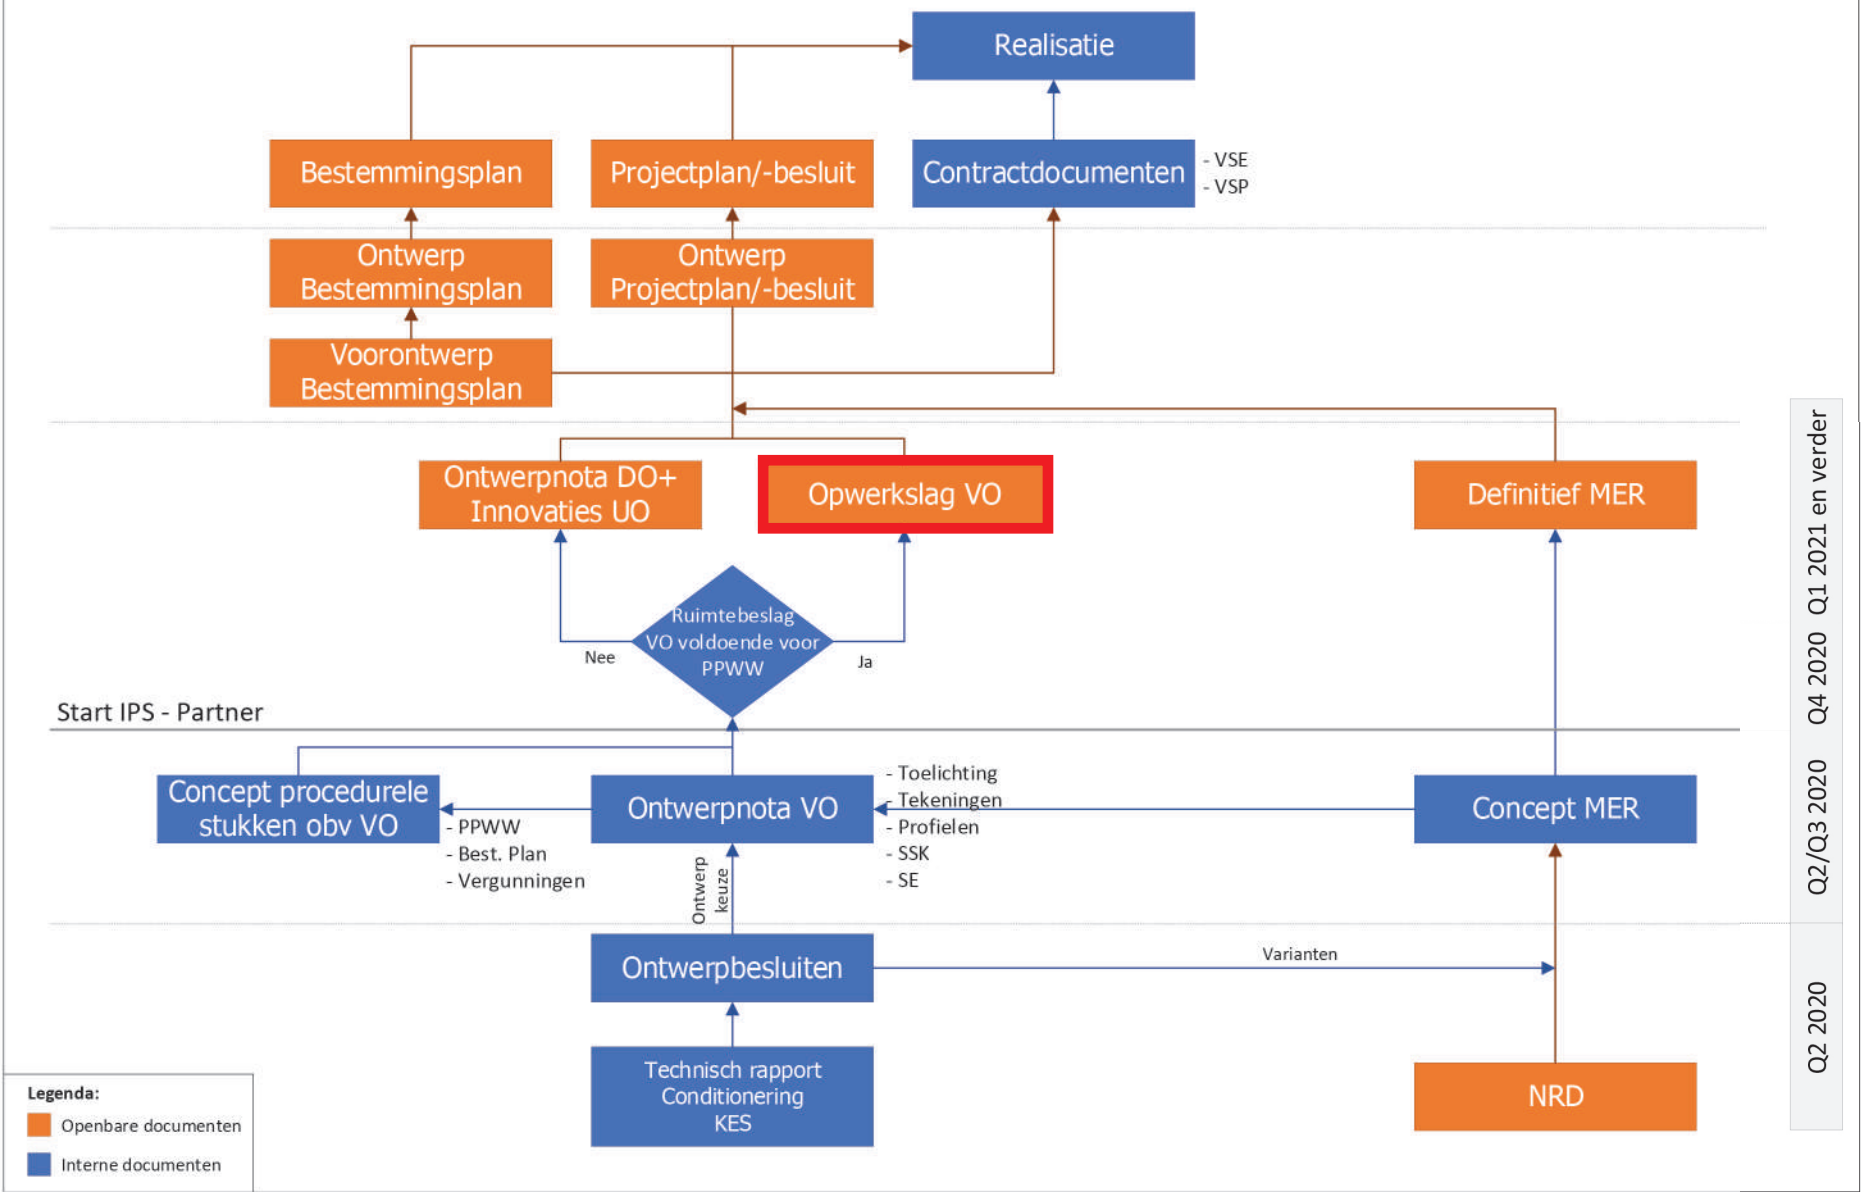 Realisatie
Bestemmingsplan
Projectplan/-besluit
Contractdocumenten
- VSE
- VSP
Ontwerp
Bestemmingsplan
Ontwerp
Projectplan/-besluit
Voorontwerp
Bestemmingsplan
Ontwerpnota DO+
Innovaties UO
Opwerkslag VO
Definitief MER
Ruimtebeslag
VO voldoende voor
PPWW
Nee
Ja
Start IPS - Partner
Concept procedurele
stukken obv VO
- PPWW
- Best. Plan
- Vergunningen
Ontwerpnota VO
- Toelichting
- Tekeningen
- Profielen
- SSK
- SE
Concept MER
Ontwerp
keuze
Ontwerpbesluiten
Varianten
Technisch rapport
Conditionering
KES
NRD
Q1 2021 en verder
Q4 2020
Q2/Q3 2020
Q2 2020
Legenda:
Openbare documenten
Interne documenten